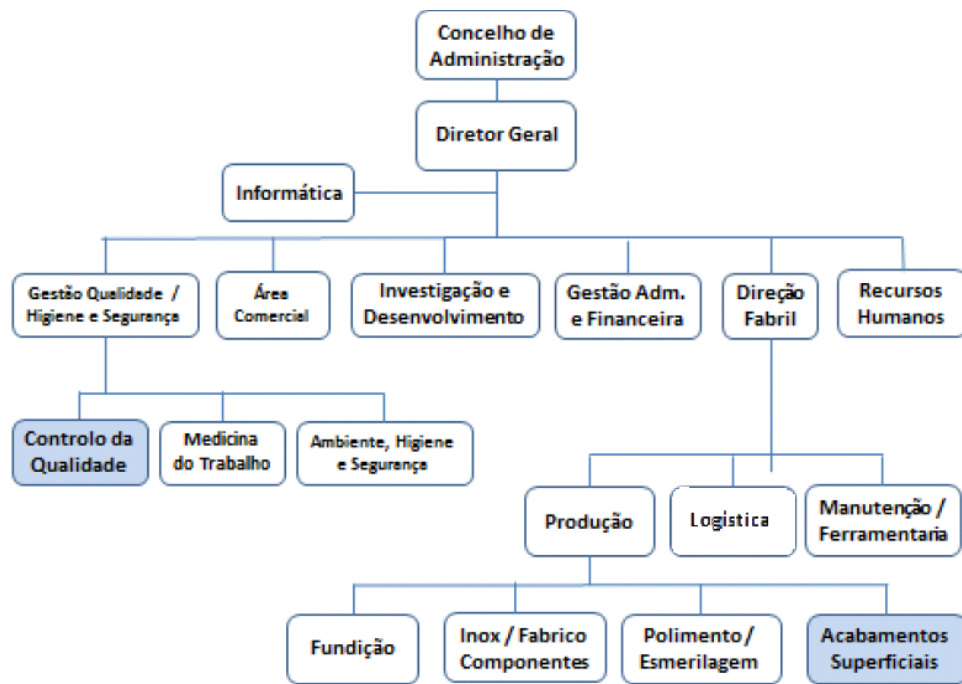 Concelho de
Administração
Diretor Geral
Informática
Gestão Qualidade /
Higiene e Segurança
Área
Comercial
Investigação e
Desenvolvimento
Gestão Adm.
e Financeira
Direção
Fabril
Recursos
Humanos
Controlo da
Qualidade
Medicina
do Trabalho
Ambiente, Higiene
e Segurança
Produção
Logística
Manutenção /
Ferramentaria
Fundição
Inox / Fabrico
Componentes
Polimento /
Esmerilagem
Acabamentos
Superficiais